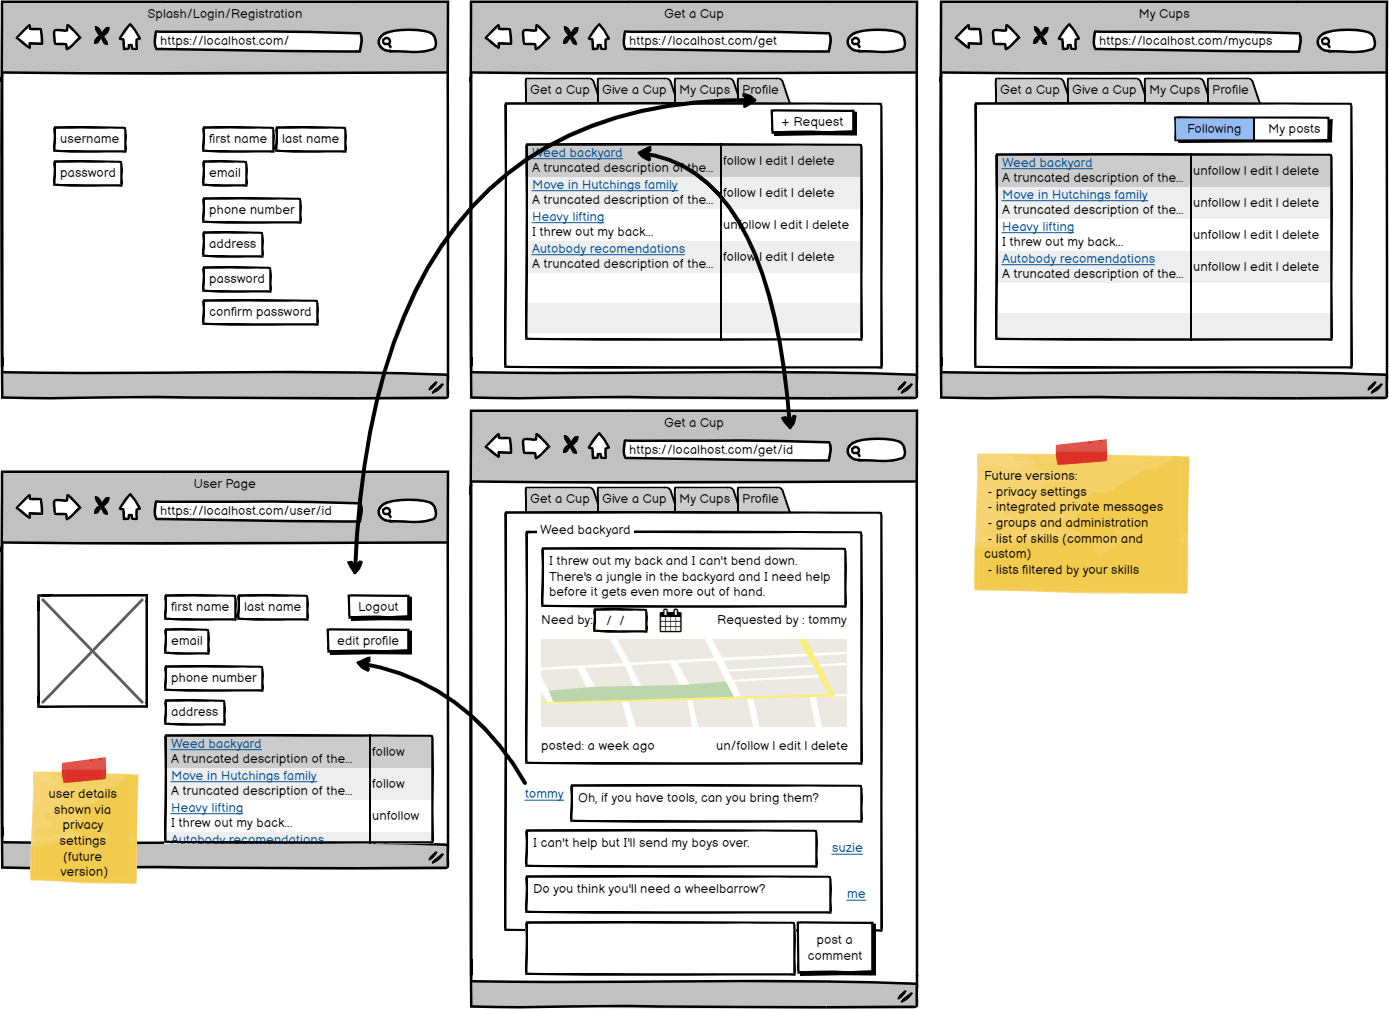 Splash/Login/Registration
https://localhost.com/
username
password
first name
last name
email
phone number
address
password
confirm password
Get a Cup
https://localhost.com/get
Get a Cup
Give a Cup
My Cups
Profile
+ Request
Weed backyard
A truncated description of the...
follow | edit | delete
Move in Hutchings family
A truncated description of the...
follow | edit | delete
Heavy lifting
I threw out my back...
unfollow | edit | delete
Autobody recomendations
A truncated description of the...
follow | edit | delete
My Cups
https://localhost.com/mycups
Get a Cup
Give a Cup
My Cups
Profile
Following
My posts
Weed backyard
A truncated description of the...
unfollow | edit | delete
Move in Hutchings family
A truncated description of the...
unfollow | edit | delete
Heavy lifting
I threw out my back...
unfollow | edit | delete
Autobody recomendations
A truncated description of the...
unfollow | edit | delete
User Page
https://localhost.com/user/id
first name
last name
Logout
email
edit profile
phone number
address
Weed backyard
A truncated description of the...
follow
Move in Hutchings family
A truncated description of the...
follow
Heavy lifting
I threw out my back...
unfollow
Autobody recomendations
user details
shown via
privacy
settings
(future
version)
Get a Cup
https://localhost.com/get/id
Get a Cup
Give a Cup
My Cups
Profile
Weed backyard
I threw out my back and I can't bend down.
There's a jungle in the backyard and I need help
before it gets even more out of hand.
Need by: / /
Requested by : tommy
posted: a week ago
un/follow | edit | delete
tommy
Oh, if you have tools, can you bring them?
I can't help but I'll send my boys over.
suzie
Do you think you'll need a wheelbarrow?
me
post a
comment
Future versions:
- privacy settings
- integrated private messages
- groups and administration
- list of skills (common and
custom)
- lists filtered by your skills